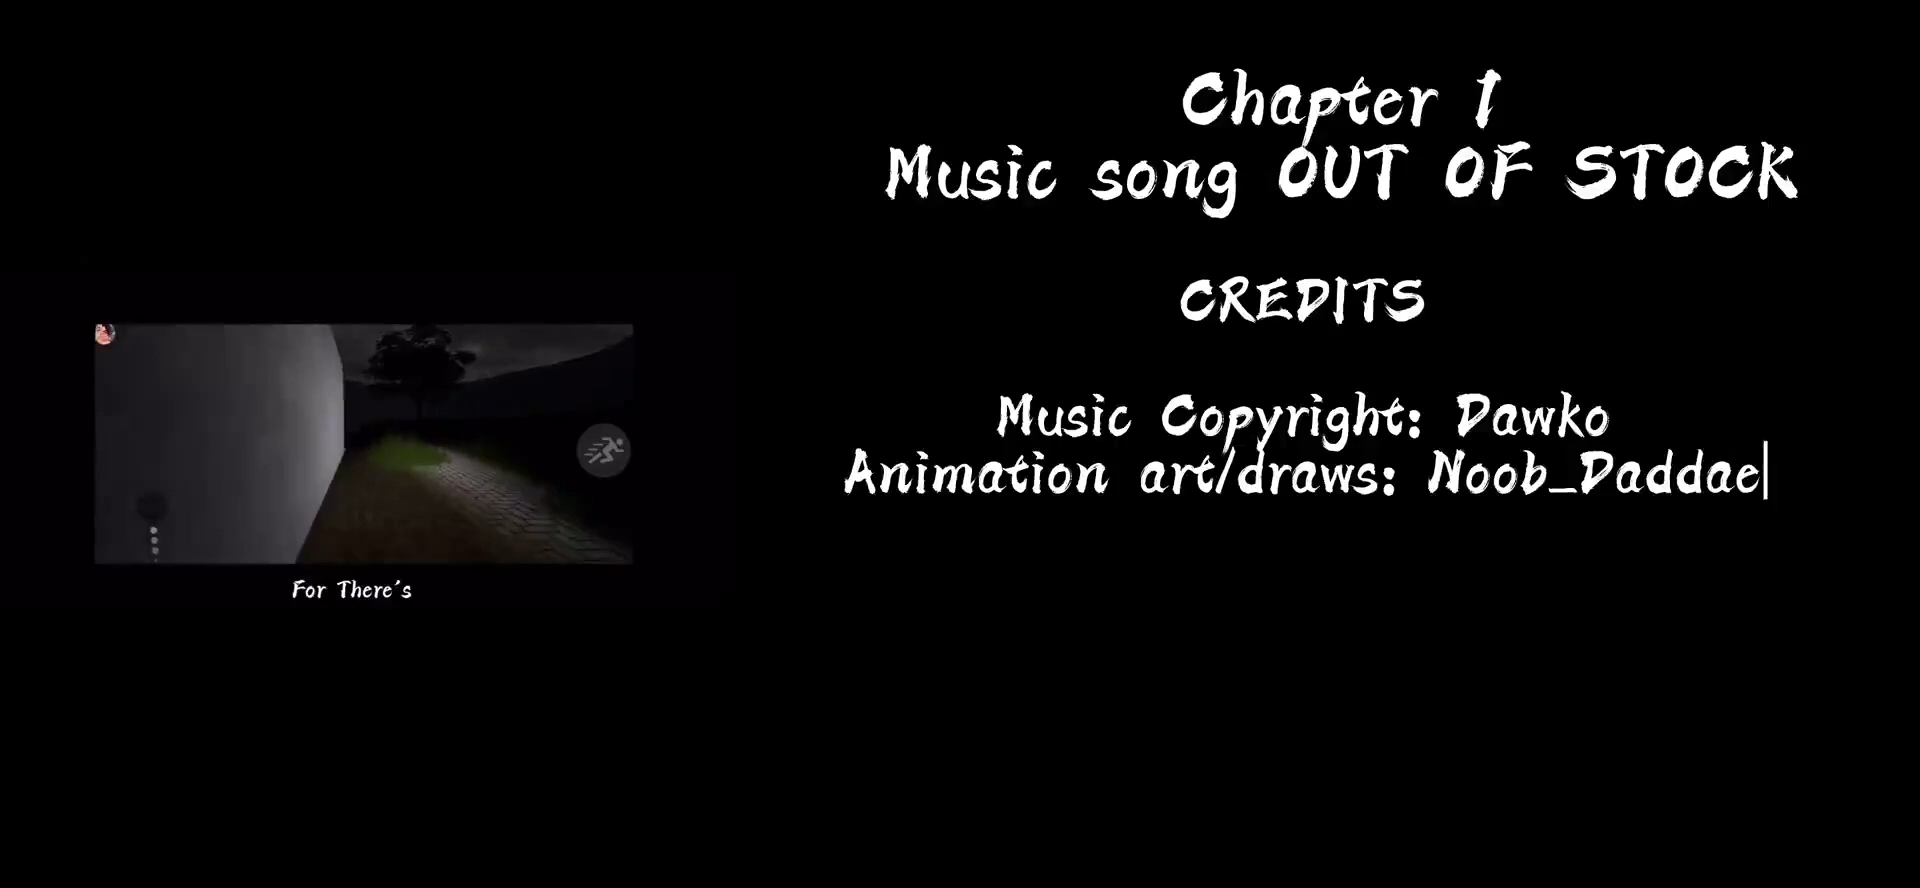 Chapter 1
Music song OUT OF STOCK
CREDITS
Music Copyright: Dawko
Animation art/draws: Noob_Daddae
For There's